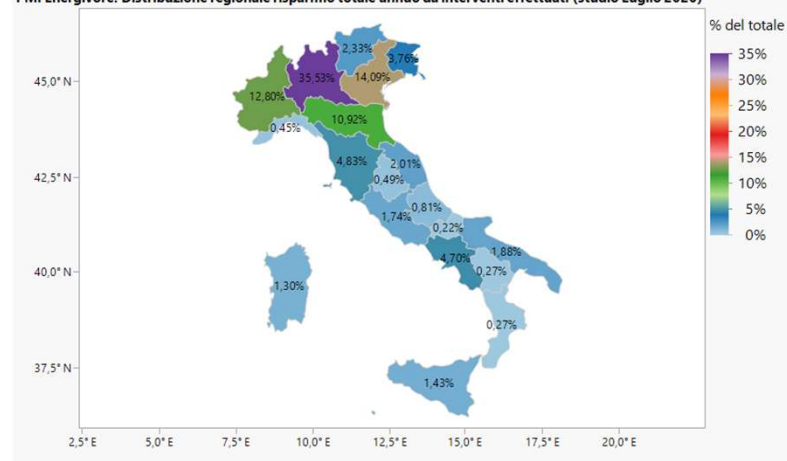 PMI Energivore: Distribuzione regionale risparmio totale annuo da interventi effettuati (studio Luglio 2020)
% del totale
35%
30%
25%
20%
15%
10%
5%
0%
45,0° N
42,5° N
40,0° N
37,5° N
2,33%
3,76%
35,53%
14,09%
12,80%
10,92%
0,45%
4,83%
2,01%
0,49%
0,81%
1,74%
0,22%
4,70%
1,88%
0,27%
1,30%
0,27%
1,43%
2,5° E
5,0° E
7,5° E
10,0° E
12,5° E
15,0° E
17,5° E
20,0° E